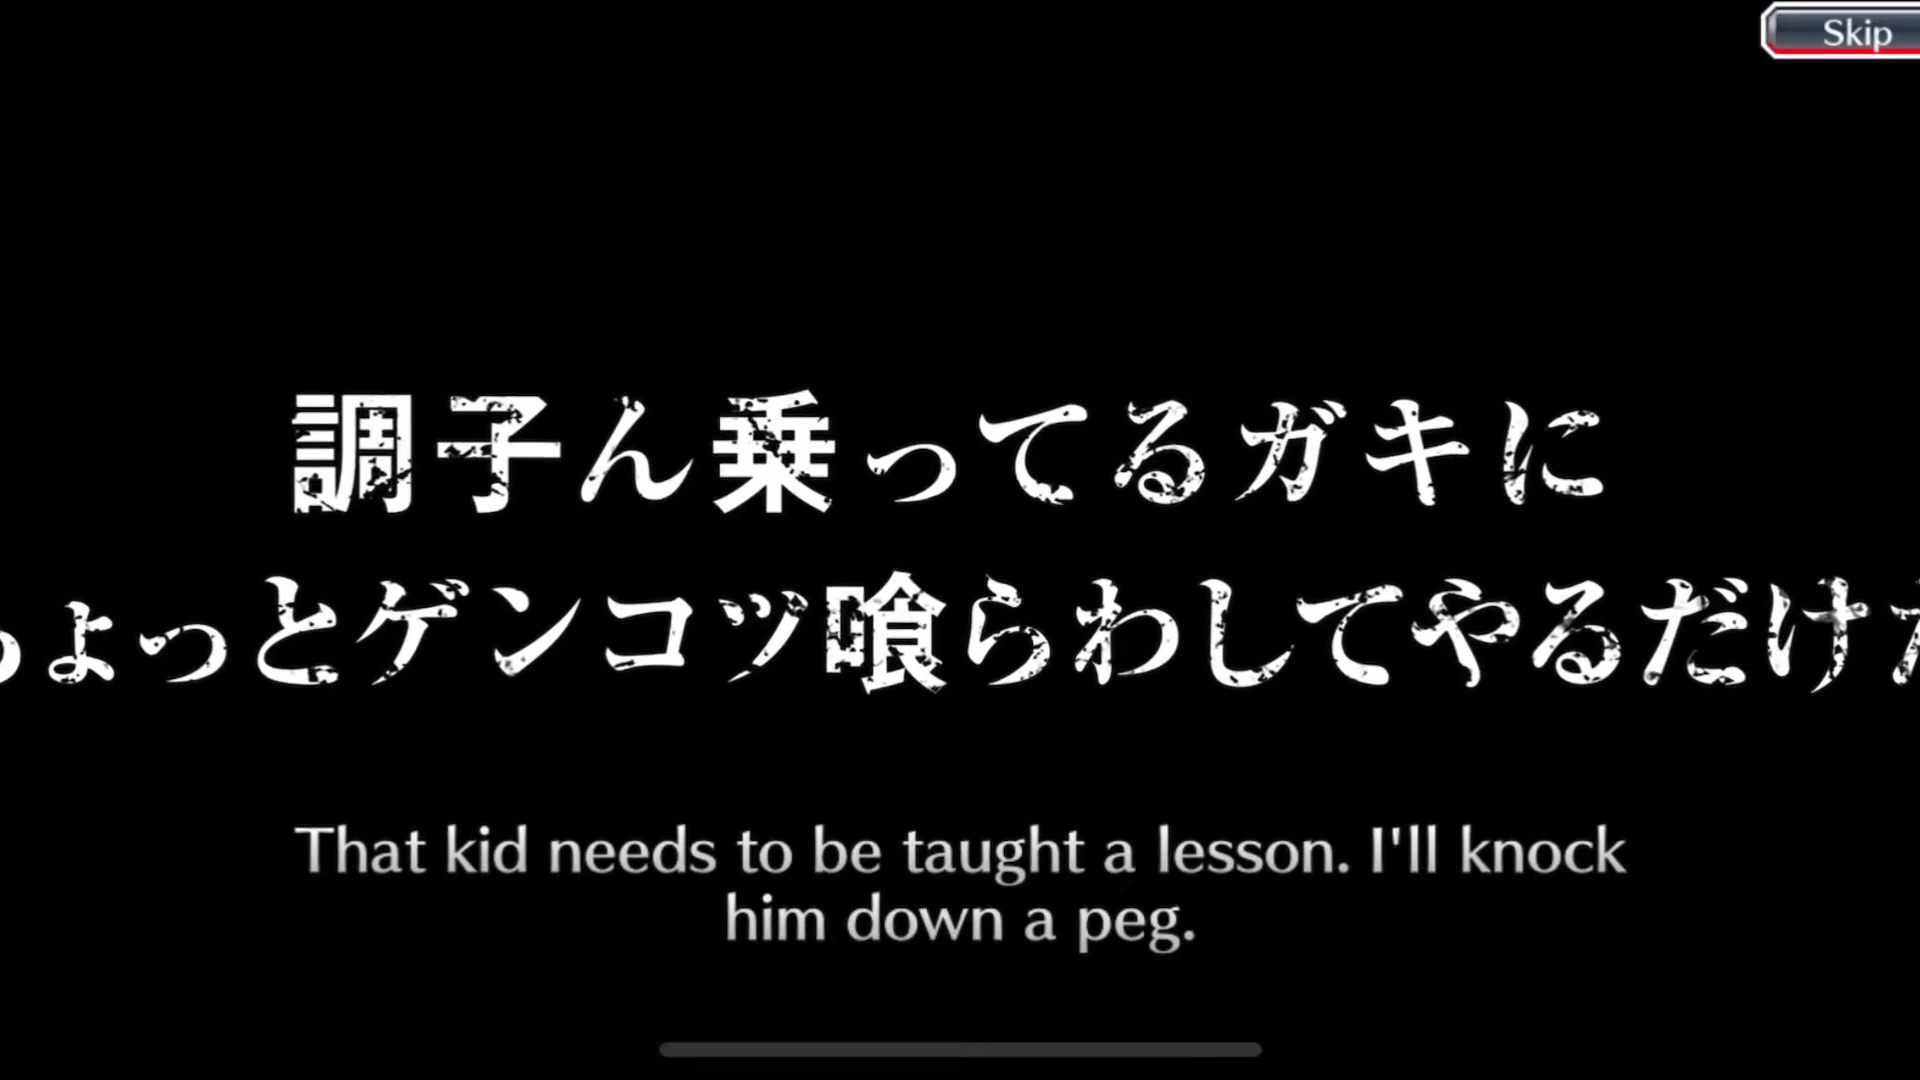 Skip
調子ん乗ってるガキに
ちょっとゲンコツ喰らわしてやるだけだ
That kid needs to be taught a lesson. I'll knock
him down a peg.